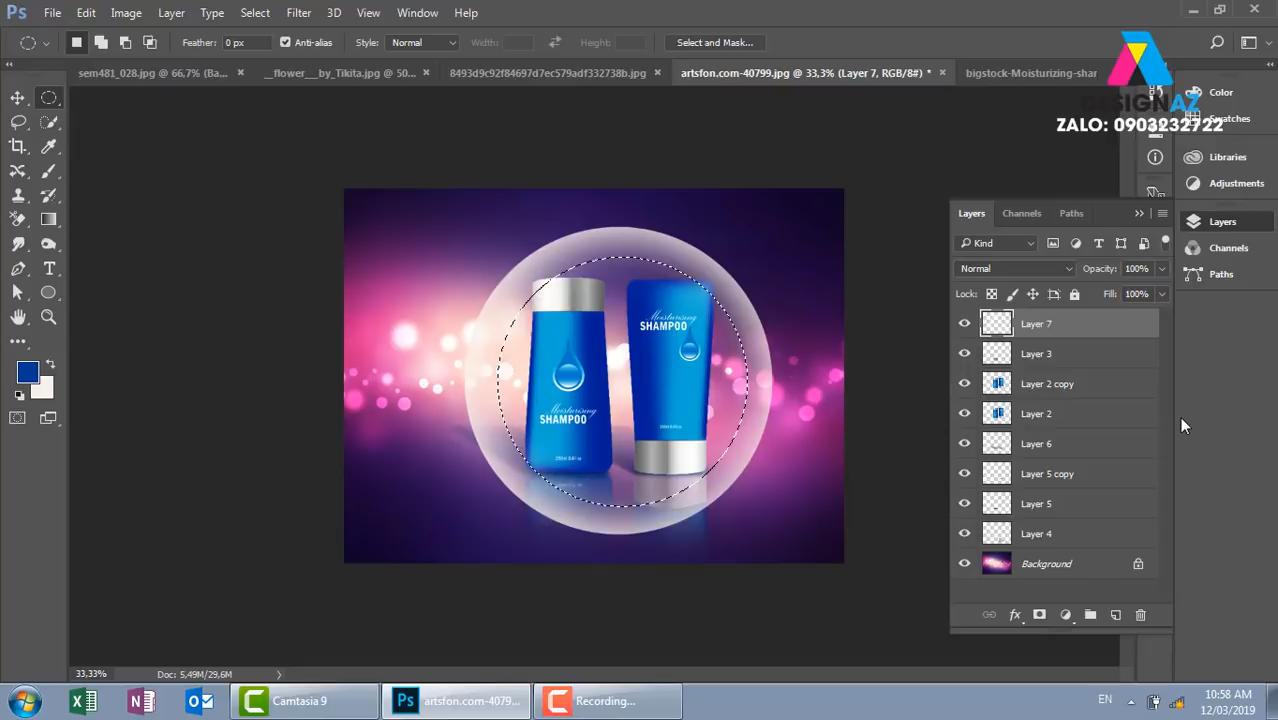 Ps File Edit Image Layer Type Select Filter 3D View Window Help
Feather: 0 px Anti-alias Style: Normal Width: Height: Select and Mask...
sem481_028.jpg @ 66,7% (Ba... __flower__by_Tikita.jpg @ 50... 8493d9c92f84697d7ec579adf332738b.jpg artsfon.com-40799.jpg @ 33,3% (Layer 7, RGB/8#) * bigstock-Moisturizing-shar
DESIGNAZ
ZALO: 0903232722
Color
Swatches
Libraries
Adjustments
Layers
Channels
Paths
Layers Channels Paths
Kind
Normal Opacity: 100%
Lock: Fill: 100%
Layer 7
Layer 3
Layer 2 copy
Layer 2
Layer 6
Layer 5 copy
Layer 5
Layer 4
Background
fx
Moisturising
SHAMPOO
Moisturising
SHAMPOO
33,33% Doc: 5,49M/29,6M
Camtasia 9 Ps artsfon.com-4079... Recording...
EN
10:58 AM
12/03/2019